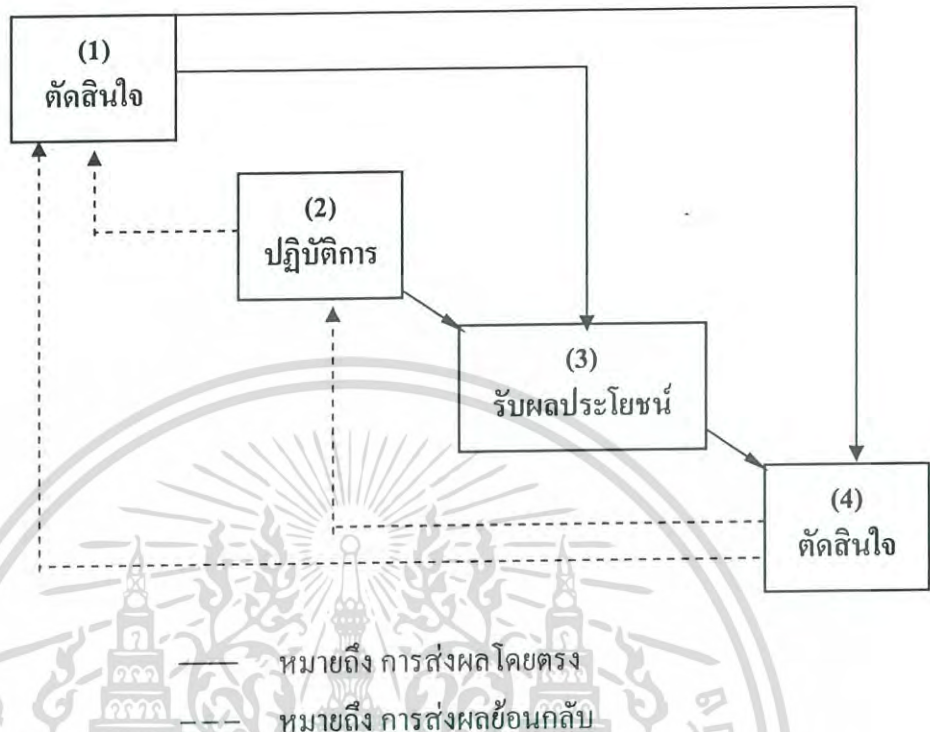 (1)
ตัดสินใจ
(2)
ปฏิบัติการ
(3)
รับผลประโยชน์
(4)
ตัดสินใจ
หมายถึง การส่งผลโดยตรง
หมายถึง การส่งผลย้อนกลับ